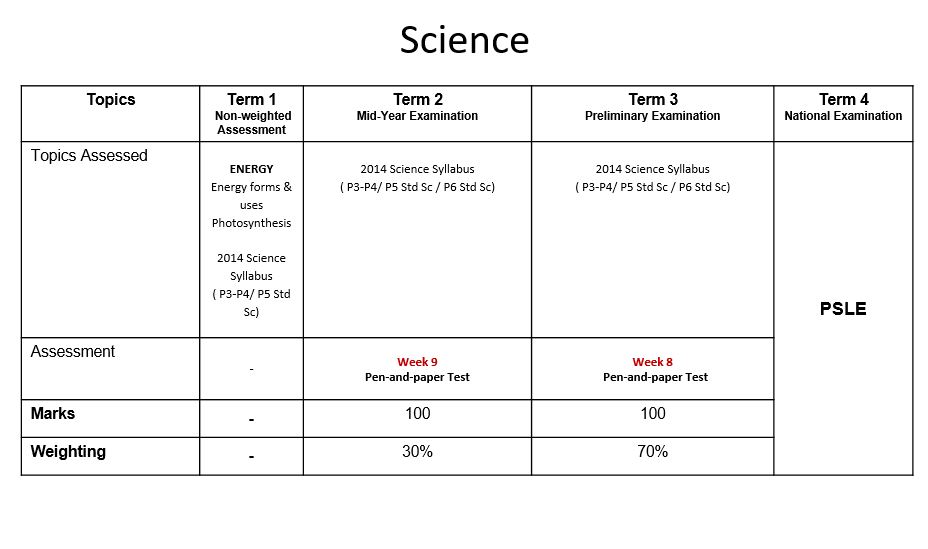 Science
Topics
Term 1
Non-weighted
Assessment
Term 2
Mid-Year Examination
Term 3
Preliminary Examination
Term 4
National Examination
Topics Assessed
ENERGY
Energy forms &
uses
Photosynthesis
2014 Science
Syllabus
( P3-P4/ P5 Std
Sc)
2014 Science Syllabus
( P3-P4/ P5 Std Sc / P6 Std Sc)
2014 Science Syllabus
( P3-P4/ P5 Std Sc / P6 Std Sc)
PSLE
Assessment
-
Week 9
Pen-and-paper Test
Week 8
Pen-and-paper Test
Marks
-
100
100
Weighting
-
30%
70%